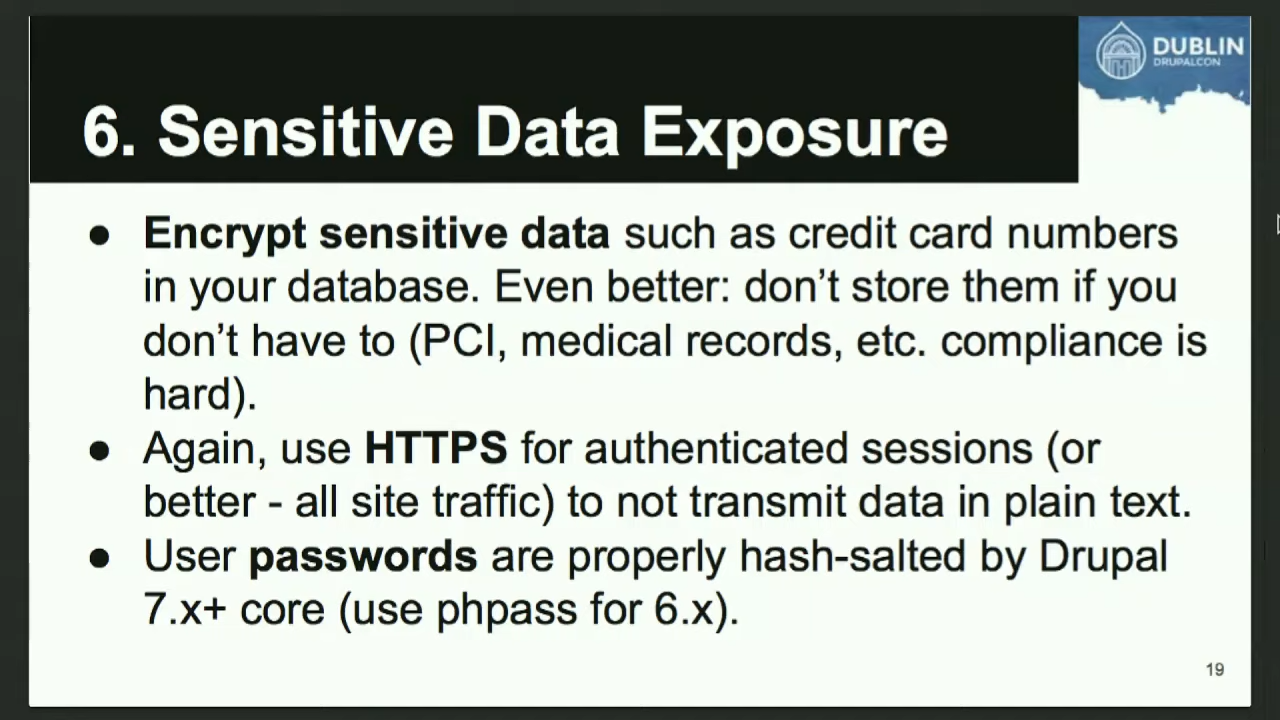 DUBLIN
DRUPALCON
6. Sensitive Data Exposure
● Encrypt sensitive data such as credit card numbers
in your database. Even better: don’t store them if you
don’t have to (PCI, medical records, etc. compliance is
hard).
● Again, use HTTPS for authenticated sessions (or
better - all site traffic) to not transmit data in plain text.
● User passwords are properly hash-salted by Drupal
7.x+ core (use phpass for 6.x).
19